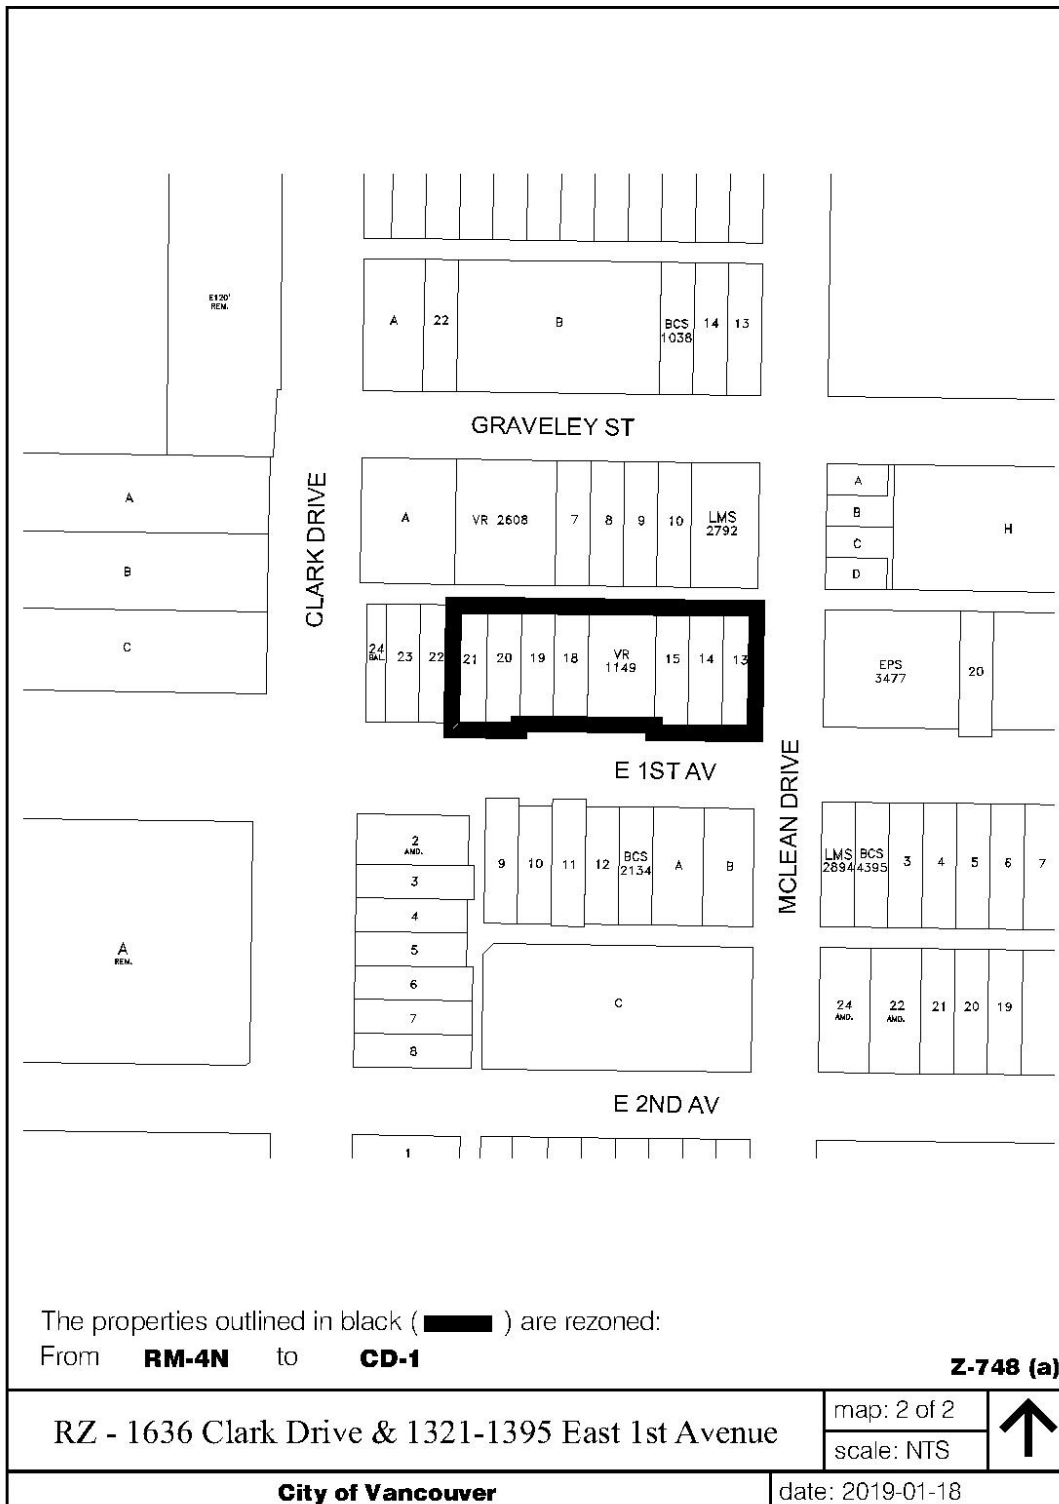 E120'
REM.
A
22
B
BCS
1038
14
13
GRAVELEY ST
CLARK DRIVE
A
B
C
A
VR 2608
7
8
9
10
LMS
2792
A
B
C
D
H
24
BAL.
23
22
21
20
19
18
VR
1149
15
14
13
EPS
3477
20
E 1ST AV
MCLEAN DRIVE
2
AMD.
3
4
5
6
7
8
9
10
11
12
BCS
2134
A
B
LMS
2894
BCS
4395
3
4
5
6
7
A
REM.
C
24
AMD.
22
AMD.
21
20
19
E 2ND AV
1
The properties outlined in black ( ) are rezoned:
From RM-4N to CD-1
Z-748 (a)
RZ - 1636 Clark Drive & 1321-1395 East 1st Avenue
map: 2 of 2
scale: NTS
City of Vancouver
date: 2019-01-18